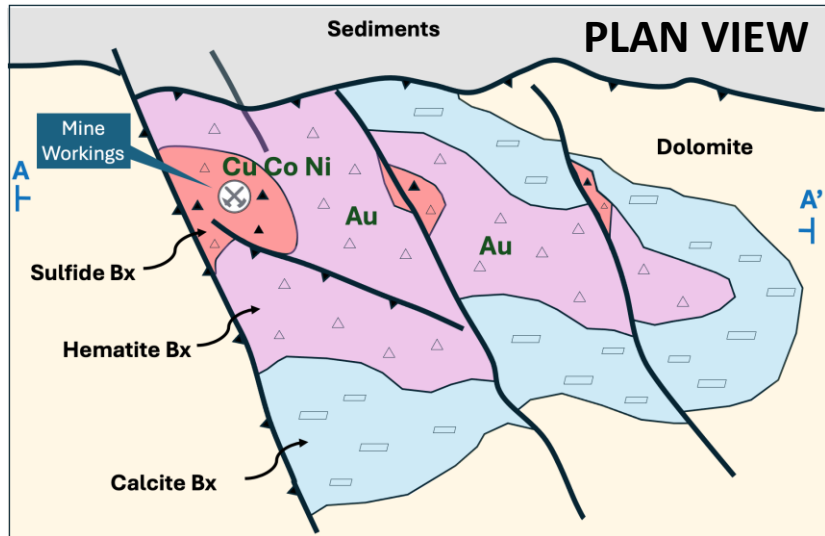 Sediments
PLAN VIEW
Mine
Workings
Dolomite
A
Cu Co Ni
A'
Au
Au
Sulfide Bx
Hematite Bx
Calcite Bx